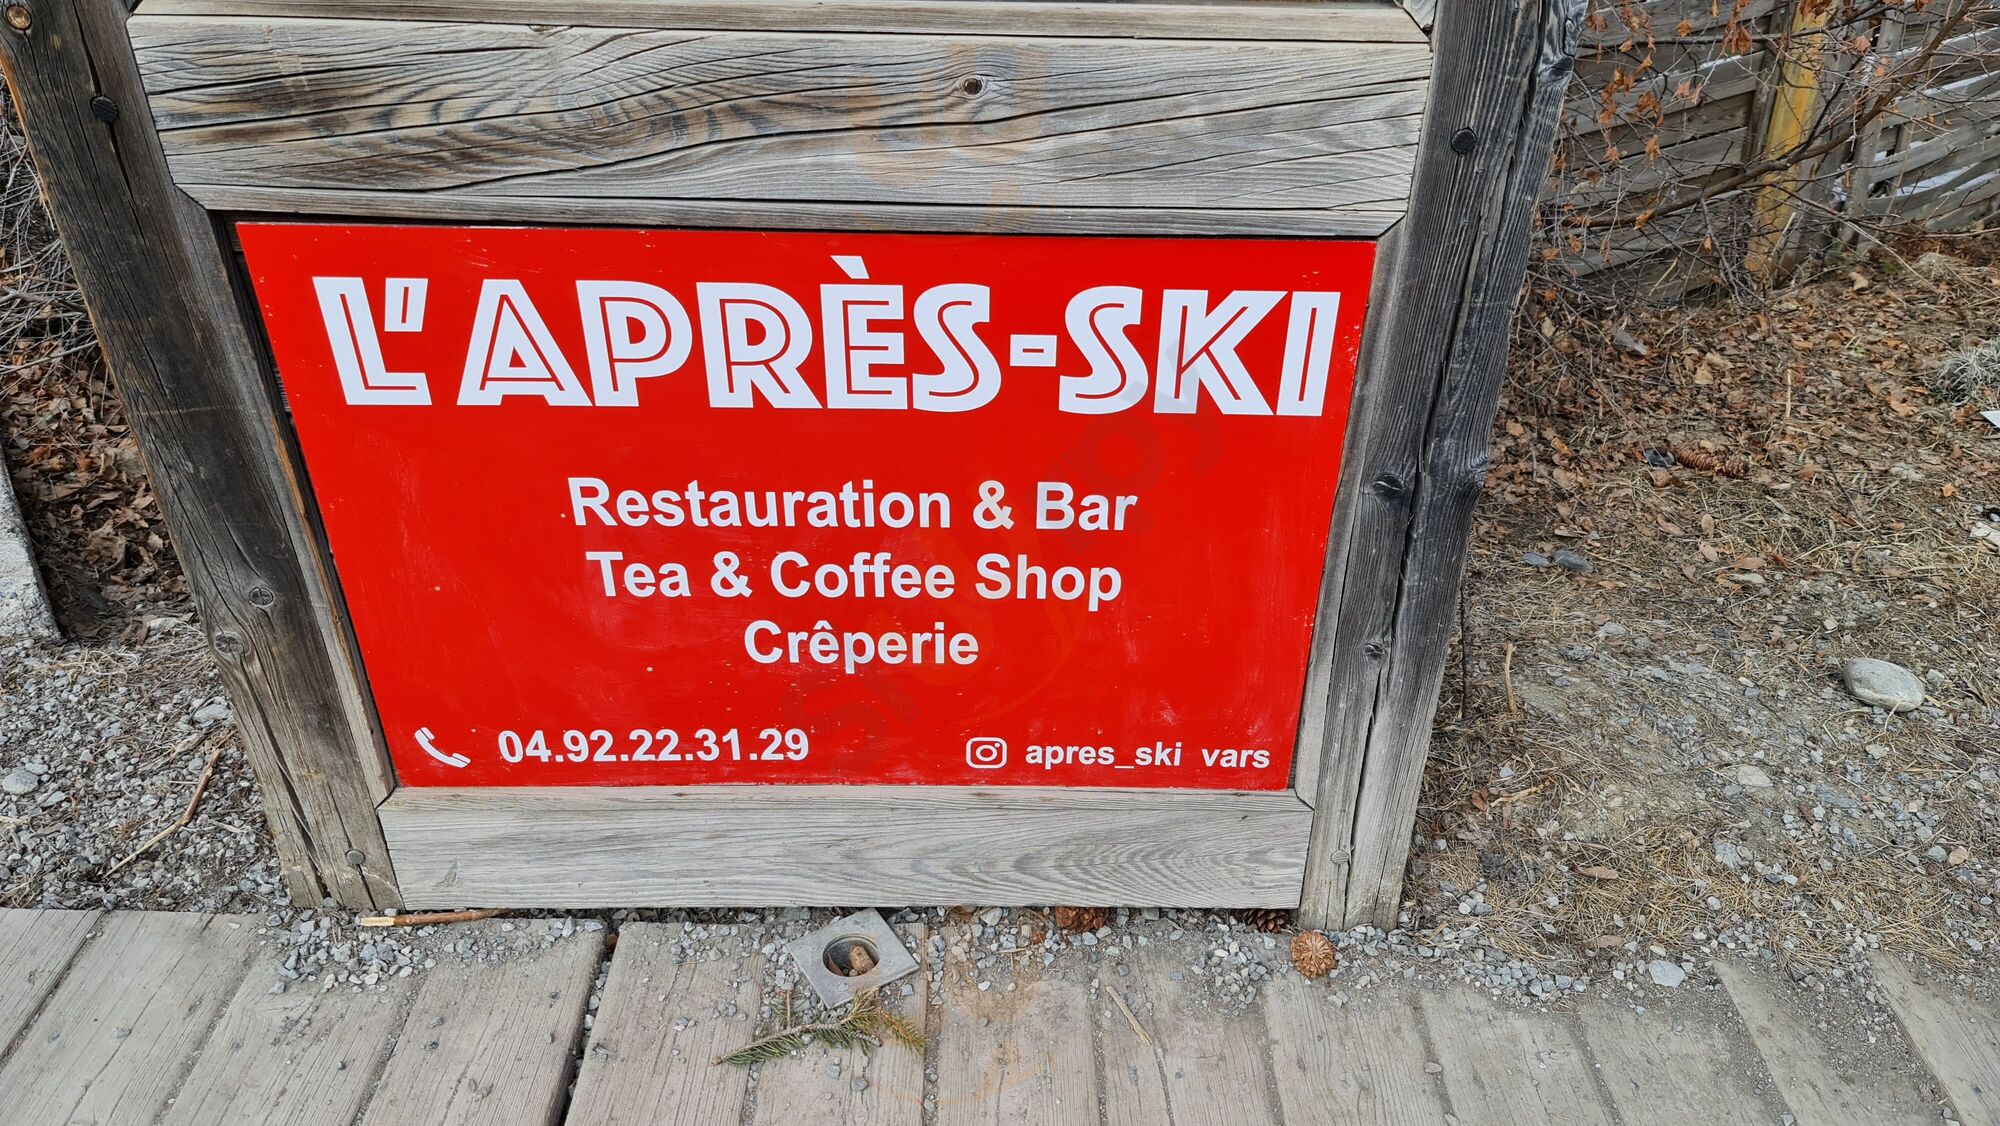 L'APRÈS-SKI
Restauration & Bar
Tea & Coffee Shop
Crêperie
04.92.22.31.29
apres_ski vars